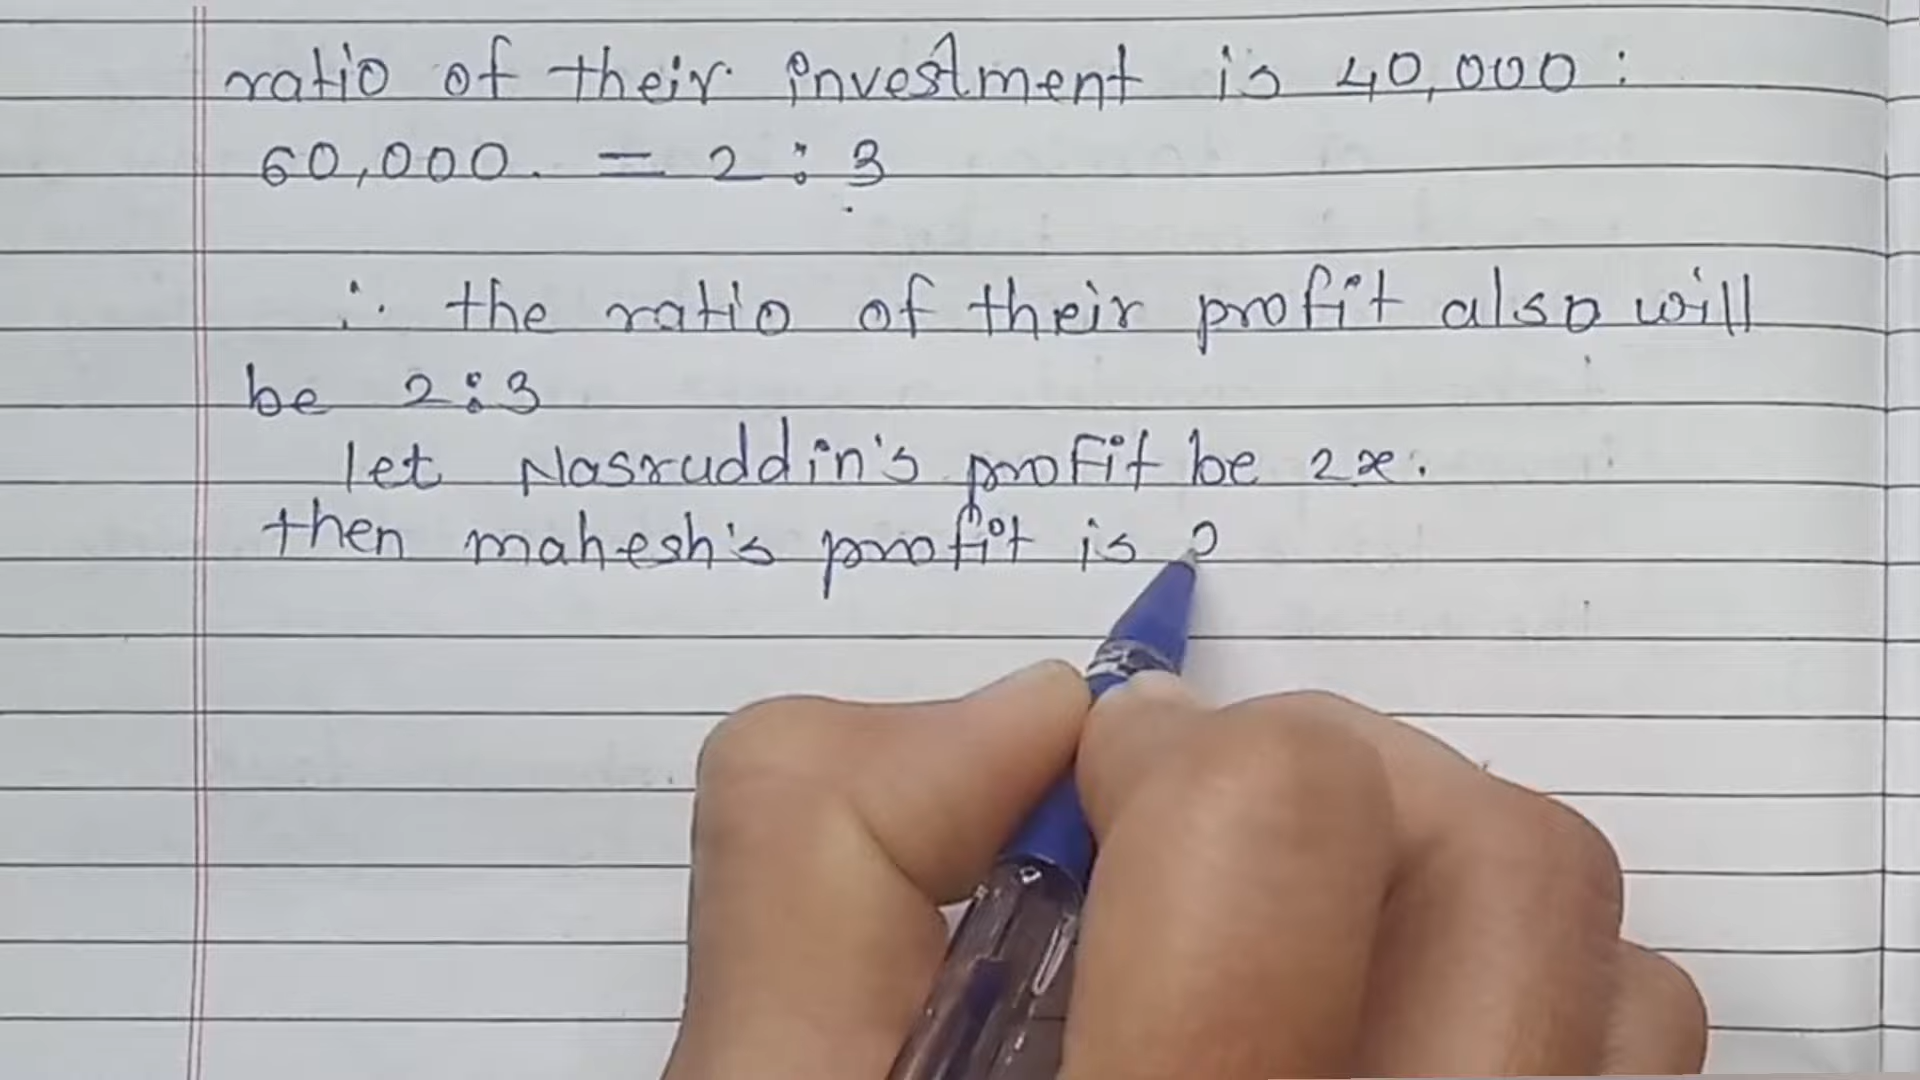 ratio of their investment is 40,000 :
60,000. = 2 : 3
∴ the ratio of their profit also will
be 2:3
let Nasruddin's profit be 2x.
then mahesh's profit is